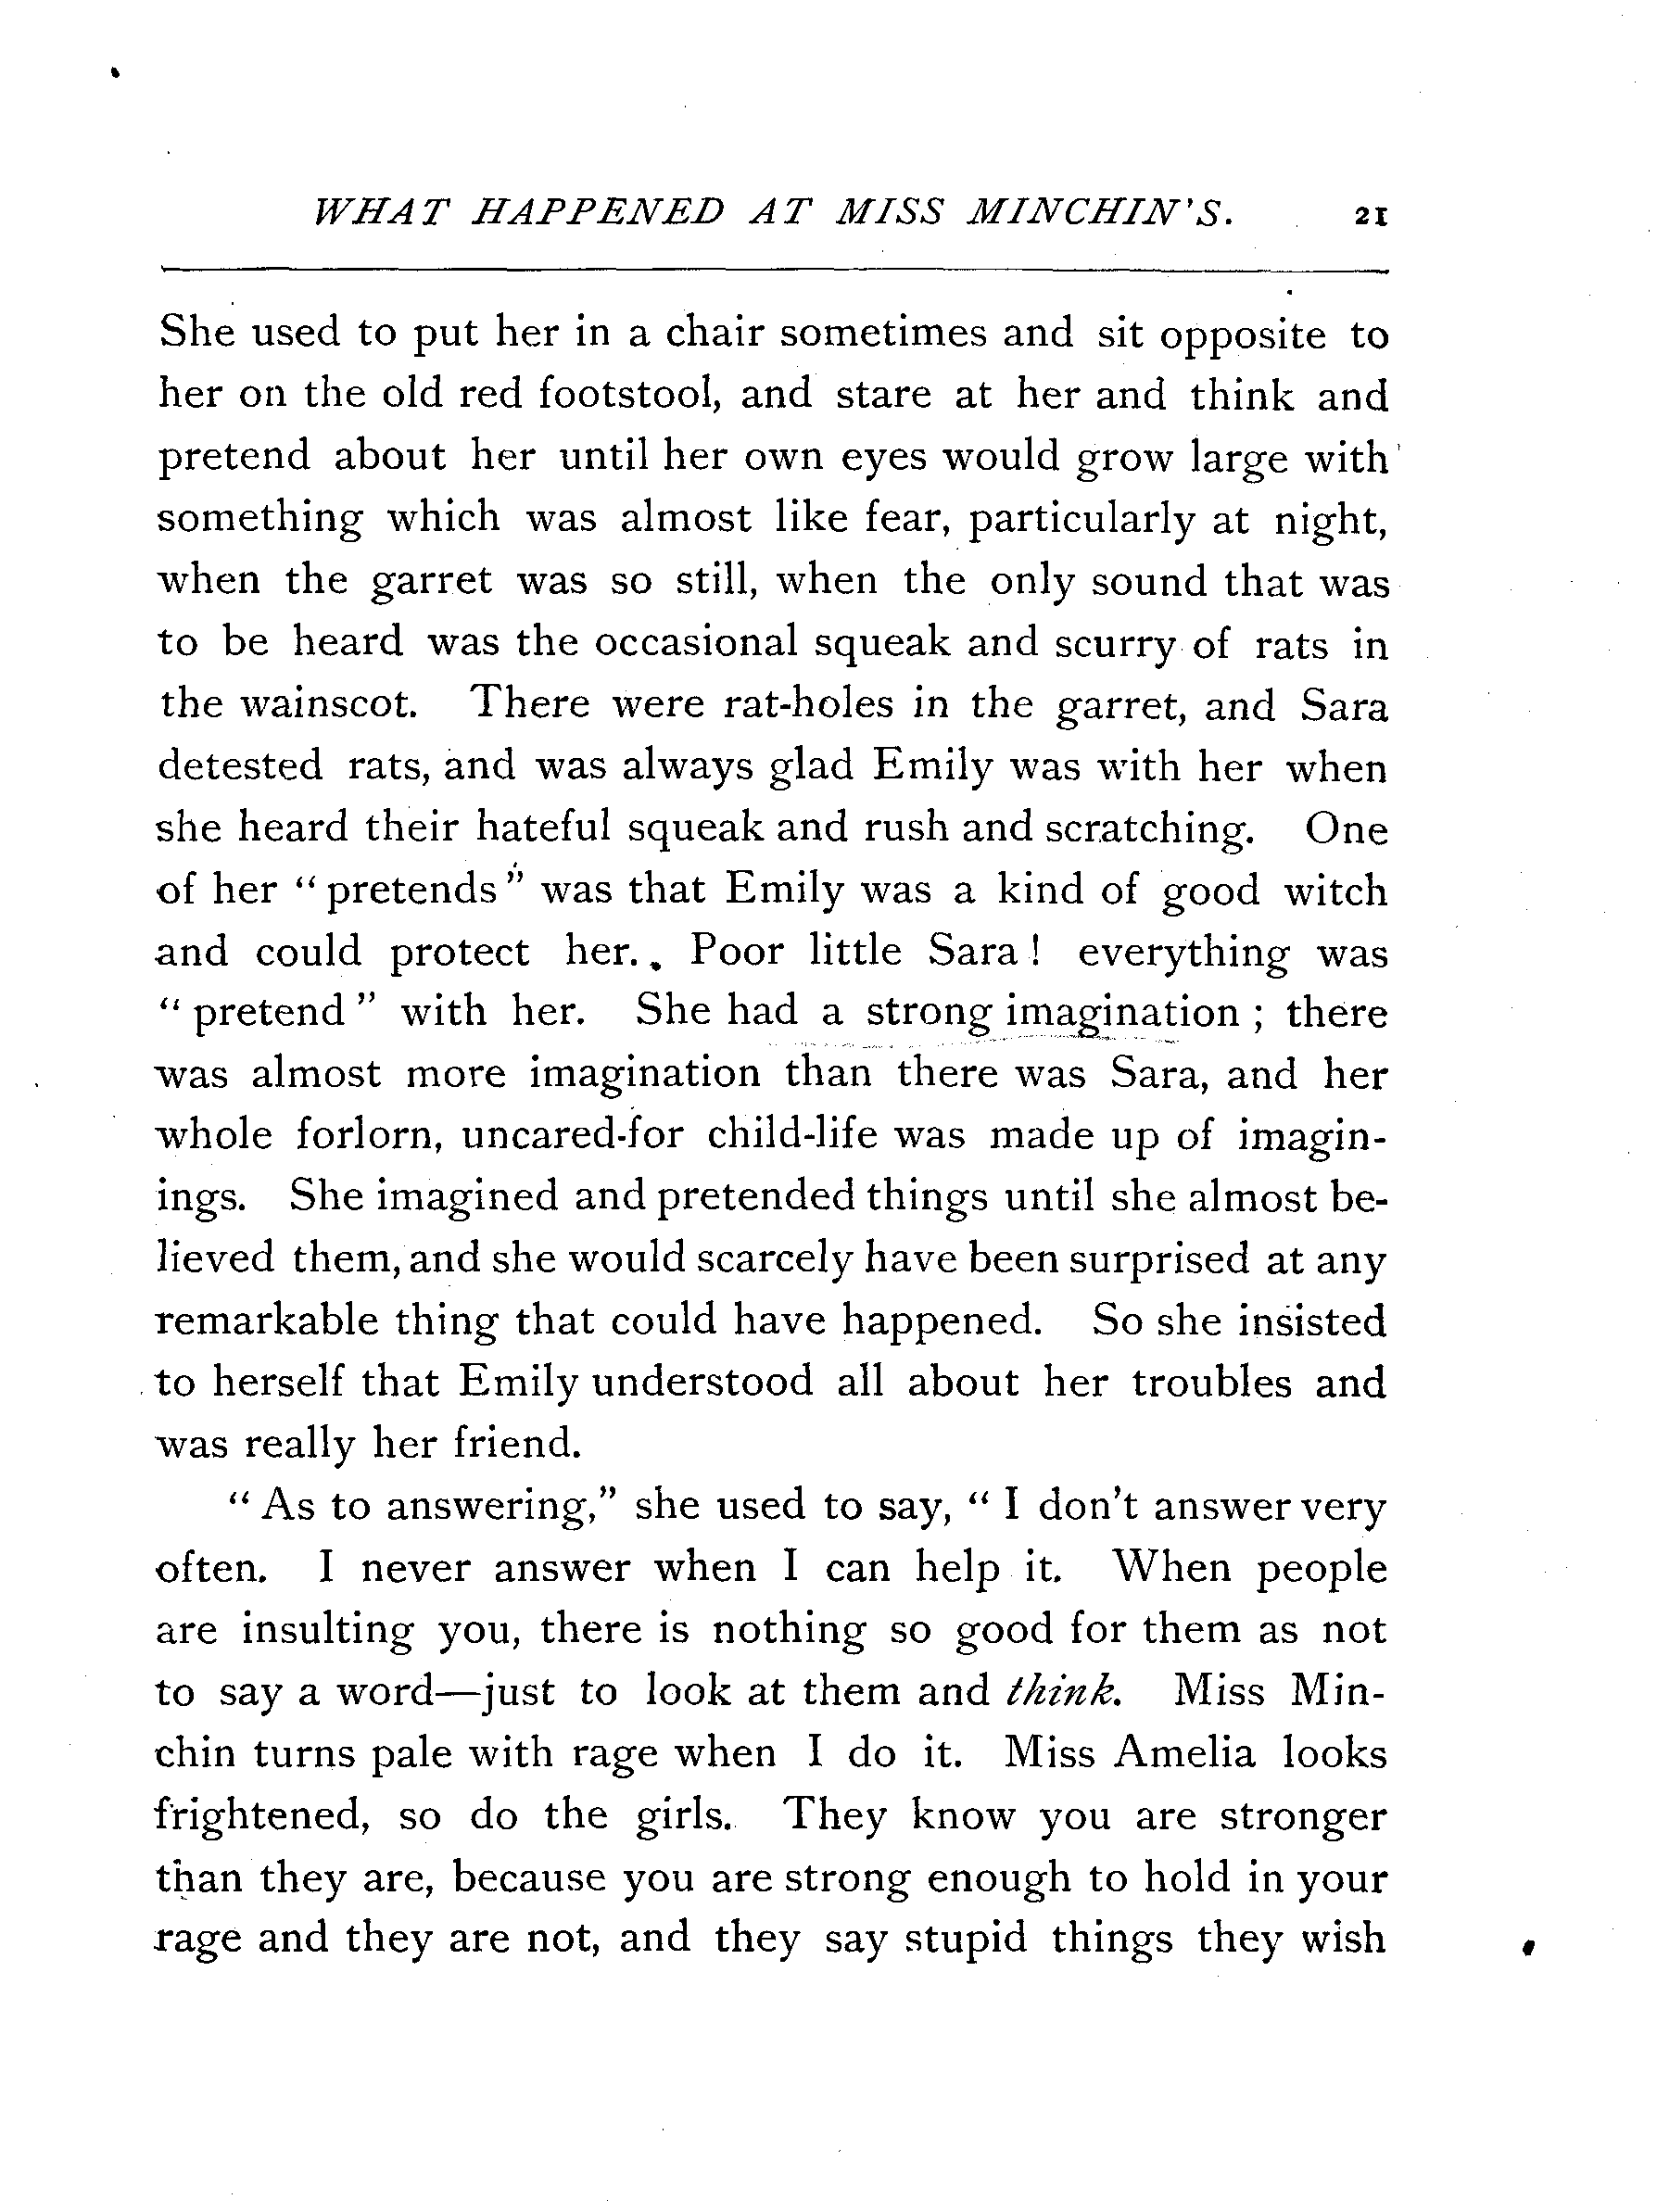 WHAT HAPPENED AT MISS MINCHIN'S. 21
She used to put her in a chair sometimes and sit opposite to
her on the old red footstool, and stare at her and think and
pretend about her until her own eyes would grow large with
something which was almost like fear, particularly at night,
when the garret was so still, when the only sound that was
to be heard was the occasional squeak and scurry of rats in
the wainscot. There were rat-holes in the garret, and Sara
detested rats, and was always glad Emily was with her when
she heard their hateful squeak and rush and scratching. One
of her "pretends" was that Emily was a kind of good witch
and could protect her. Poor little Sara! everything was
"pretend" with her. She had a strong imagination; there
was almost more imagination than there was Sara, and her
whole forlorn, uncared-for child-life was made up of imagin-
ings. She imagined and pretended things until she almost be-
lieved them, and she would scarcely have been surprised at any
remarkable thing that could have happened. So she insisted
to herself that Emily understood all about her troubles and
was really her friend.
"As to answering," she used to say, "I don't answer very
often. I never answer when I can help it. When people
are insulting you, there is nothing so good for them as not
to say a word—just to look at them and think. Miss Min-
chin turns pale with rage when I do it. Miss Amelia looks
frightened, so do the girls. They know you are stronger
than they are, because you are strong enough to hold in your
rage and they are not, and they say stupid things they wish